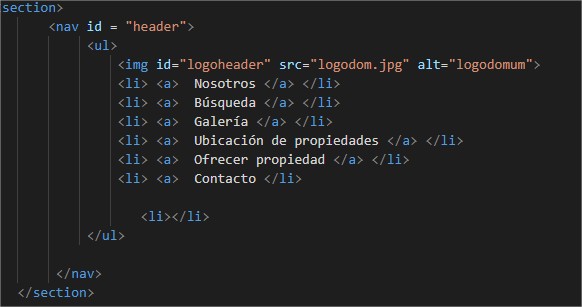 section>
<nav id = "header">
<ul>
<img id="logoheader" src="logodom.jpg" alt="logodomum">
<li> <a>  Nosotros </a> </li>
<li> <a>  Búsqueda </a> </li>
<li> <a>  Galería </a> </li>
<li> <a>  Ubicación de propiedades </a> </li>
<li> <a>  Ofrecer propiedad </a> </li>
<li> <a>  Contacto </li>
<li></li>
</ul>
</nav>
</section>